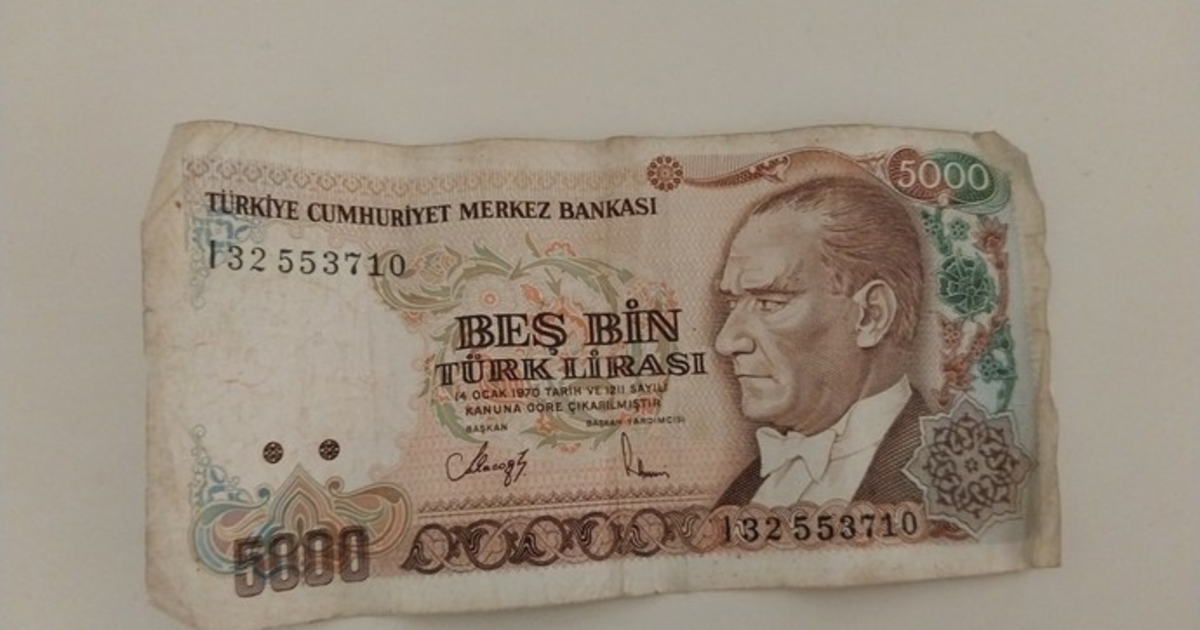 5000
TÜRKİYE CUMHURİYET MERKEZ BANKASI
I32 553710
BEŞ BİN
TÜRK LİRASI
14 OCAK 1970 TARİH VE 1211 SAYILI
KANUNA GÖRE ÇIKARILMIŞTIR
BAŞKAN BAŞKAN YARDIMCISI
I32 553710
5000